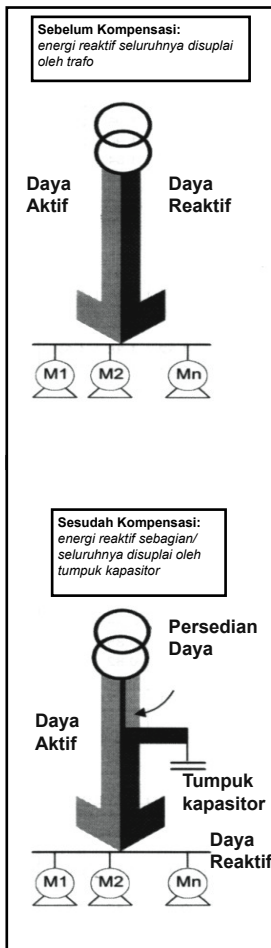 Sebelum Kompensasi:
energi reaktif seluruhnya disuplai
oleh trafo
Daya
Aktif
Daya
Reaktif
M1
M2
Mn
Sesudah Kompensasi:
energi reaktif sebagian/
seluruhnya disuplai oleh
tumpuk kapasitor
Persedian
Daya
Daya
Aktif
Tumpuk
kapasitor
Daya
Reaktif
M1
M2
Mn